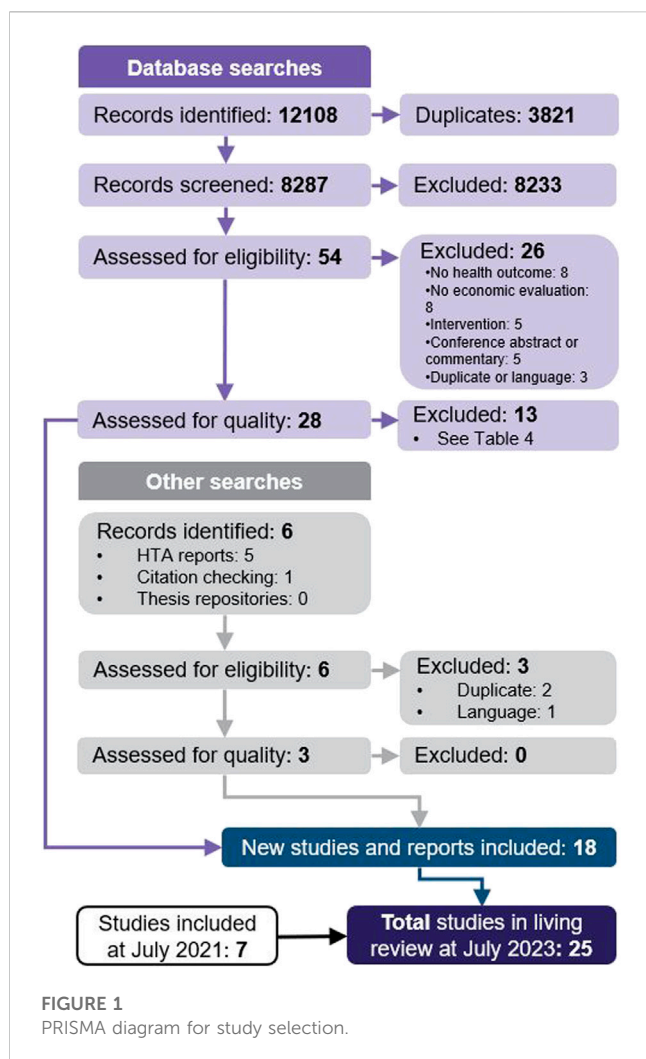 Database searches
Records identified: 12108
Duplicates: 3821
Records screened: 8287
Excluded: 8233
Assessed for eligibility: 54
Excluded: 26
•No health outcome: 8
•No economic evaluation:
8
•Intervention: 5
•Conference abstract or
commentary: 5
•Duplicate or language: 3
Assessed for quality: 28
Excluded: 13
• See Table 4
Other searches
Records identified: 6
• HTA reports: 5
• Citation checking: 1
• Thesis repositories: 0
Assessed for eligibility: 6
Excluded: 3
• Duplicate: 2
• Language: 1
Assessed for quality: 3
Excluded: 0
New studies and reports included: 18
Studies included
at July 2021: 7
Total studies in living
review at July 2023: 25
FIGURE 1
PRISMA diagram for study selection.